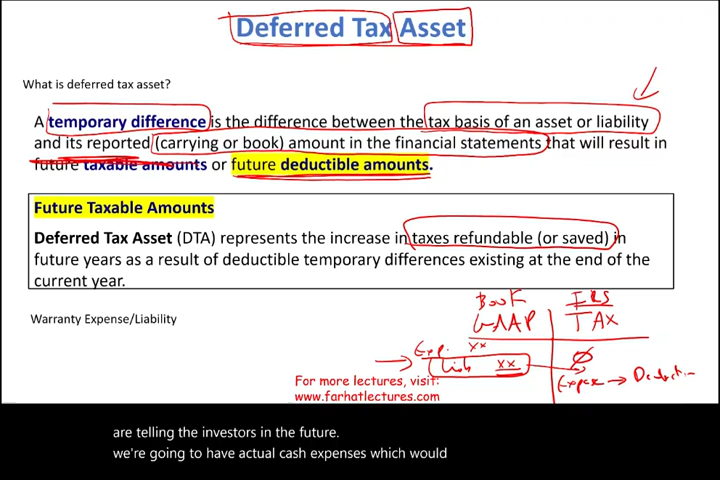 Deferred Tax Asset
What is deferred tax asset?
A temporary difference is the difference between the tax basis of an asset or liability
and its reported (carrying or book) amount in the financial statements that will result in
future taxable amounts or future deductible amounts.
Future Taxable Amounts
Deferred Tax Asset (DTA) represents the increase in taxes refundable (or saved) in
future years as a result of deductible temporary differences existing at the end of the
current year.
Warranty Expense/Liability
BOOK IRS
GAAP TAX
Exp. xx
Liab xx
For more lectures, visit:
www.farhatlectures.com
are telling the investors in the future.
we're going to have actual cash expenses which would